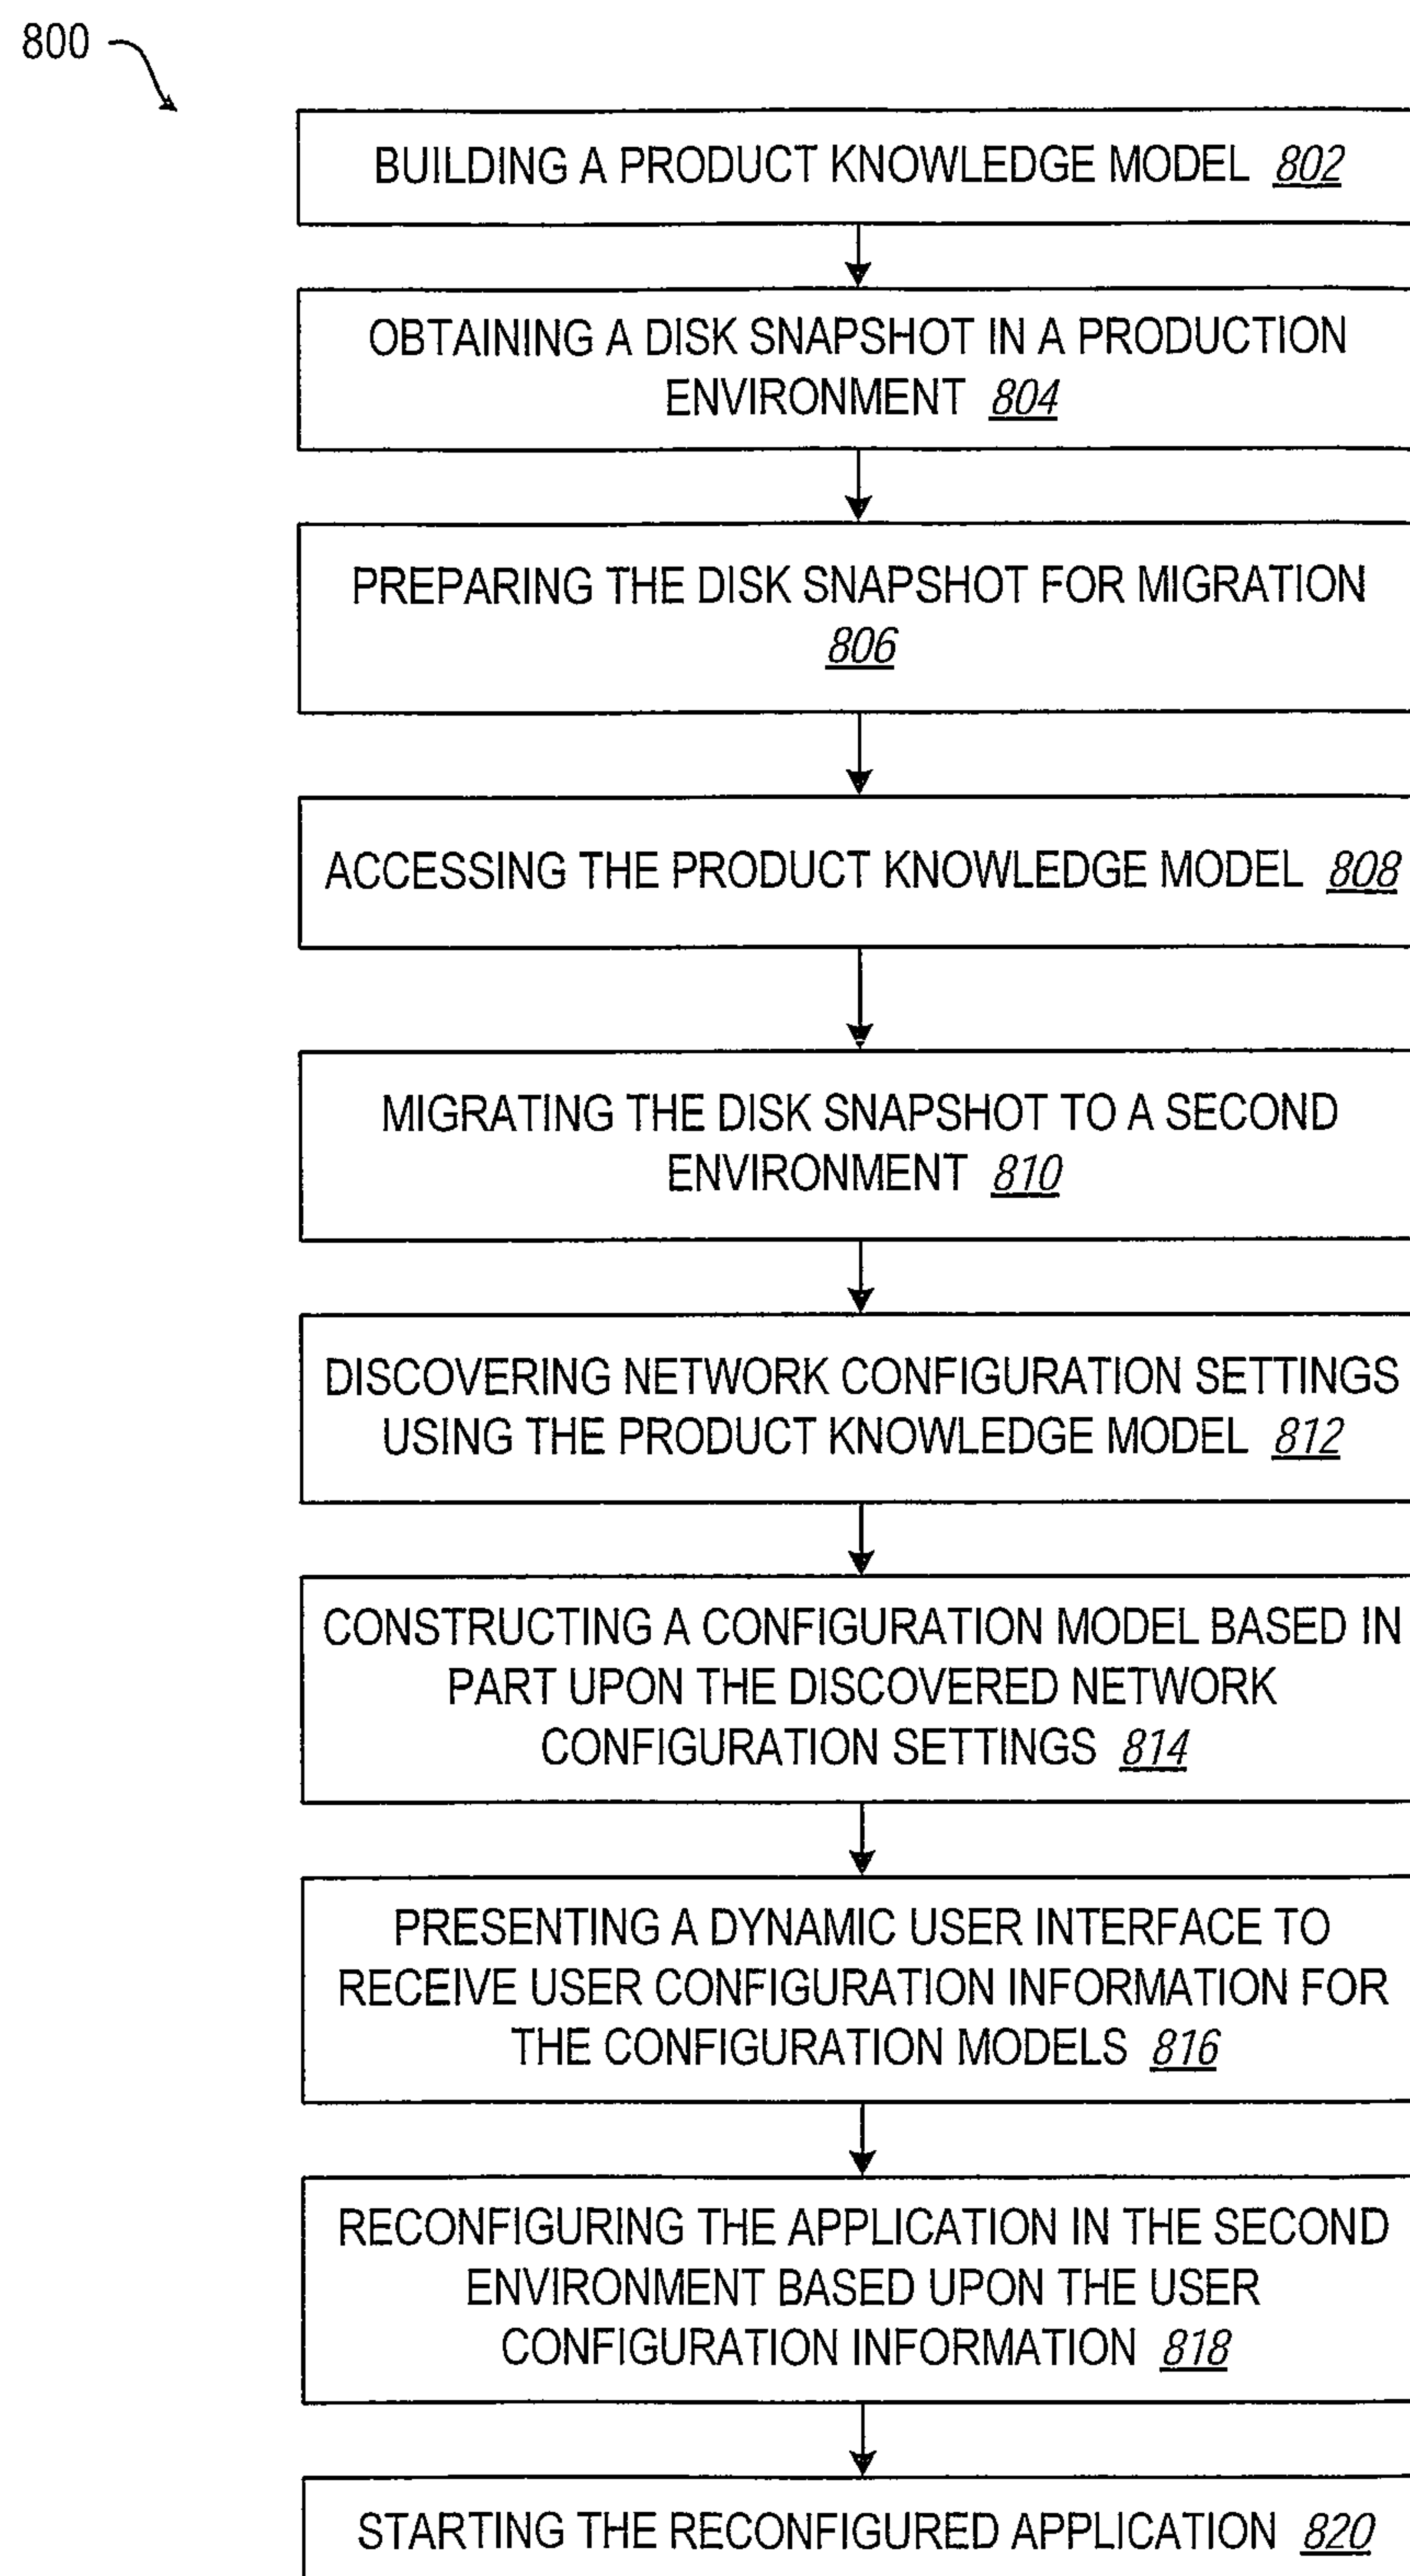 800
BUILDING A PRODUCT KNOWLEDGE MODEL 802
OBTAINING A DISK SNAPSHOT IN A PRODUCTION
ENVIRONMENT 804
PREPARING THE DISK SNAPSHOT FOR MIGRATION
806
ACCESSING THE PRODUCT KNOWLEDGE MODEL 808
MIGRATING THE DISK SNAPSHOT TO A SECOND
ENVIRONMENT 810
DISCOVERING NETWORK CONFIGURATION SETTINGS
USING THE PRODUCT KNOWLEDGE MODEL 812
CONSTRUCTING A CONFIGURATION MODEL BASED IN
PART UPON THE DISCOVERED NETWORK
CONFIGURATION SETTINGS 814
PRESENTING A DYNAMIC USER INTERFACE TO
RECEIVE USER CONFIGURATION INFORMATION FOR
THE CONFIGURATION MODELS 816
RECONFIGURING THE APPLICATION IN THE SECOND
ENVIRONMENT BASED UPON THE USER
CONFIGURATION INFORMATION 818
STARTING THE RECONFIGURED APPLICATION 820